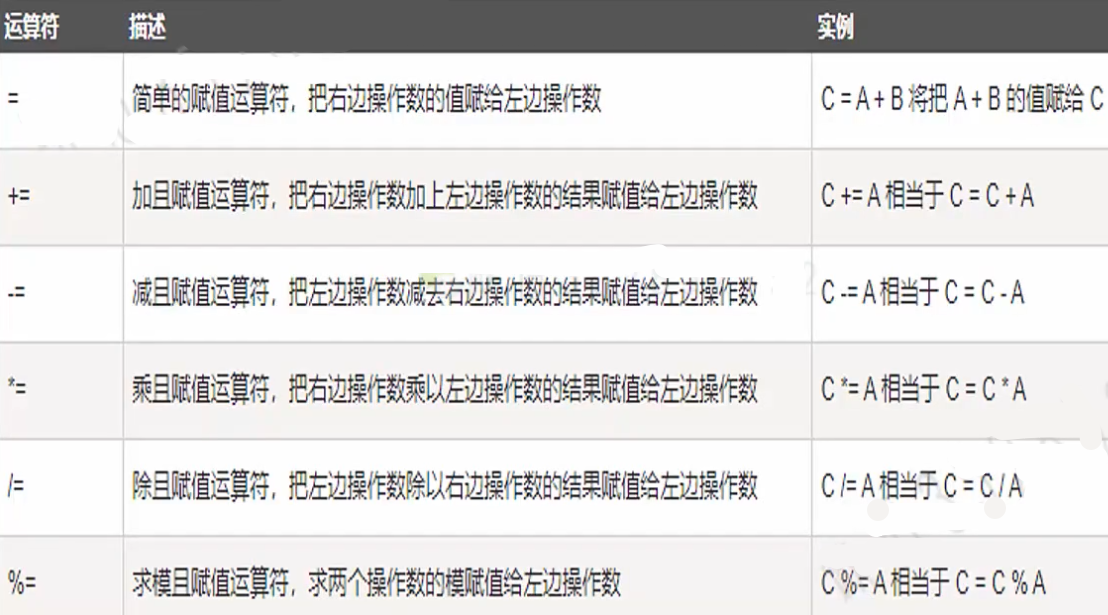 运算符 描述 实例
= 简单的赋值运算符，把右边操作数的值赋给左边操作数 C = A + B 将把 A + B 的值赋给 C
+= 加且赋值运算符，把右边操作数加上左边操作数的结果赋值给左边操作数 C += A 相当于 C = C + A
-= 减且赋值运算符，把左边操作数减去右边操作数的结果赋值给左边操作数 C -= A 相当于 C = C - A
*= 乘且赋值运算符，把右边操作数乘以左边操作数的结果赋值给左边操作数 C *= A 相当于 C = C * A
/= 除且赋值运算符，把左边操作数除以右边操作数的结果赋值给左边操作数 C /= A 相当于 C = C / A
%= 求模且赋值运算符，求两个操作数的模赋值给左边操作数 C %= A 相当于 C = C % A